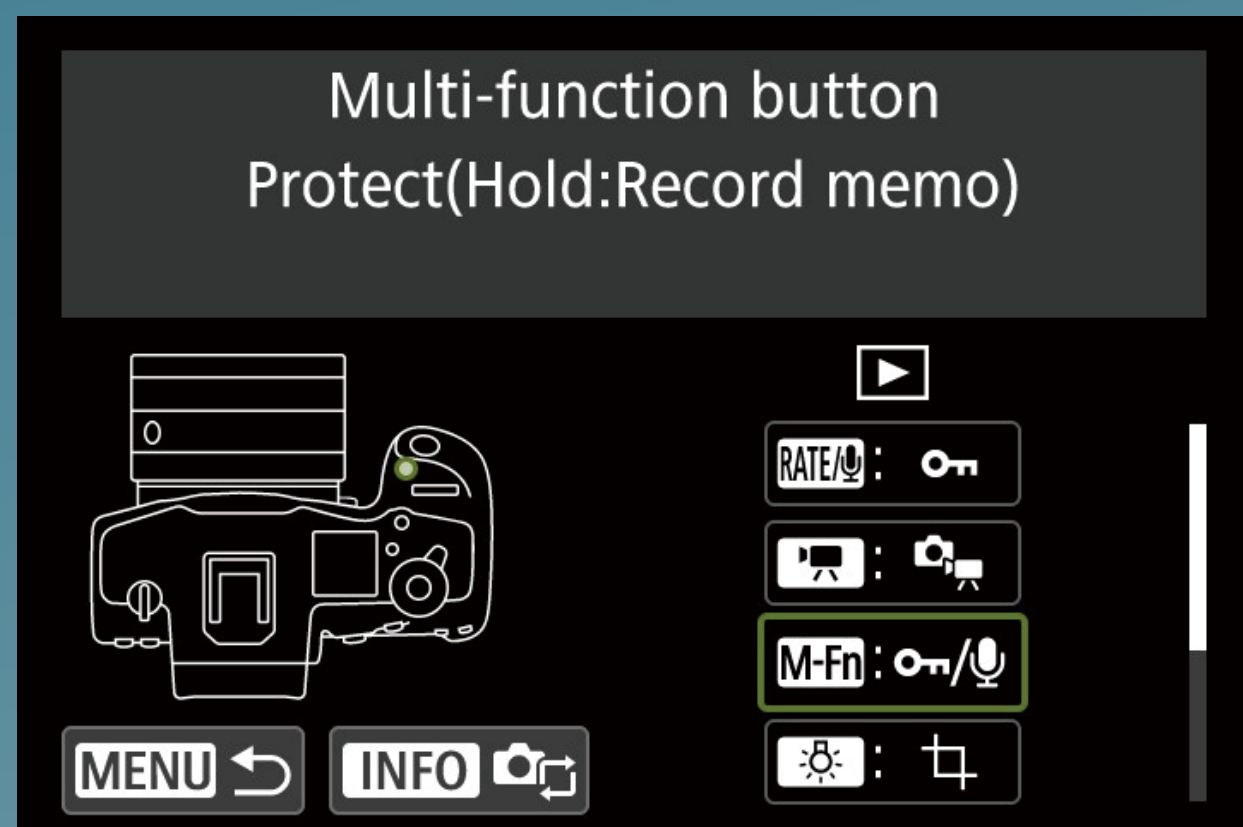 Multi-function button
Protect(Hold:Record memo)
RATE/ :
:
M-Fn : /
:
MENU
INFO